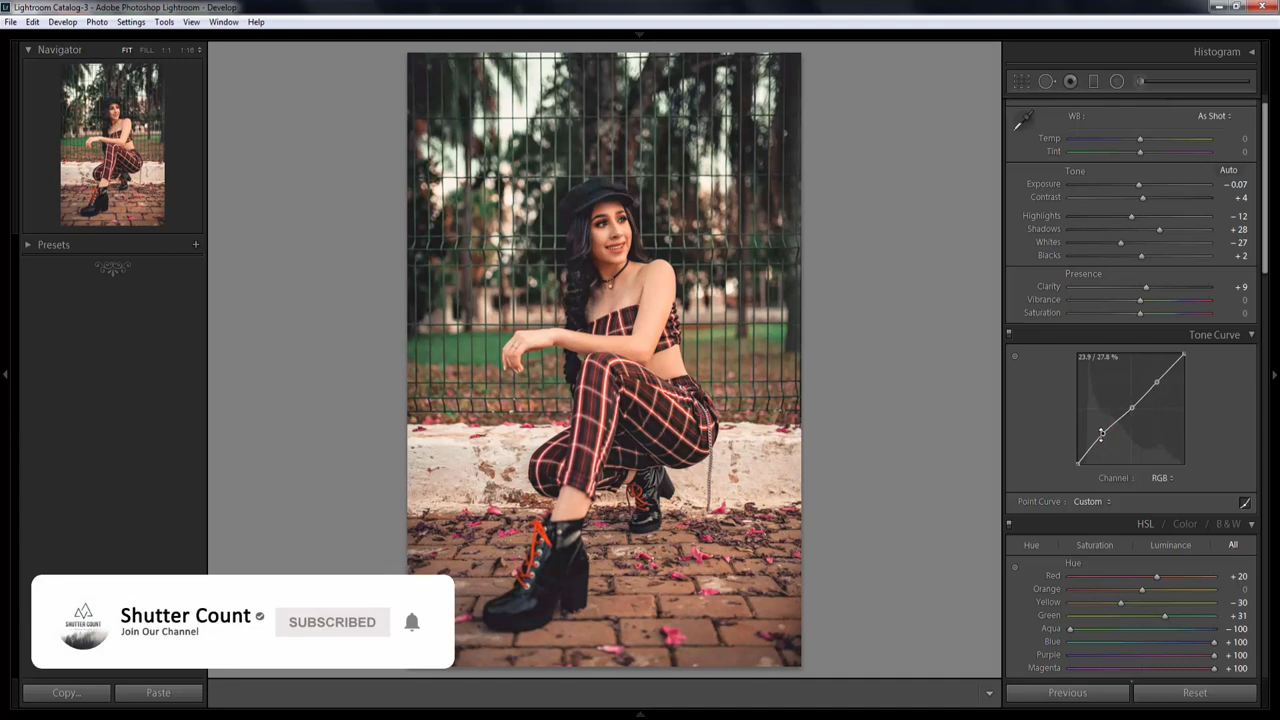 Lightroom Catalog-3 - Adobe Photoshop Lightroom - Develop
File Edit Develop Photo Settings Tools View Window Help
Navigator FIT FILL 1:1 1:16
Histogram
WB : As Shot
Temp 0
Tint 0
Tone Auto
Exposure - 0.07
Contrast + 4
Highlights - 12
Shadows + 28
Whites - 27
Blacks + 2
Presence
Clarity + 9
Vibrance 0
Saturation 0
Presets +
Tone Curve
23.9 / 27.8 %
Channel : RGB
Point Curve : Custom
HSL / Color / B & W
Hue Saturation Luminance All
Hue
Red + 20
Orange 0
Yellow - 30
Green + 31
Aqua - 100
Blue + 100
Purple + 100
Magenta + 100
Shutter Count
Join Our Channel
SUBSCRIBED
SHUTTER COUNT
Copy... Paste
Previous Reset